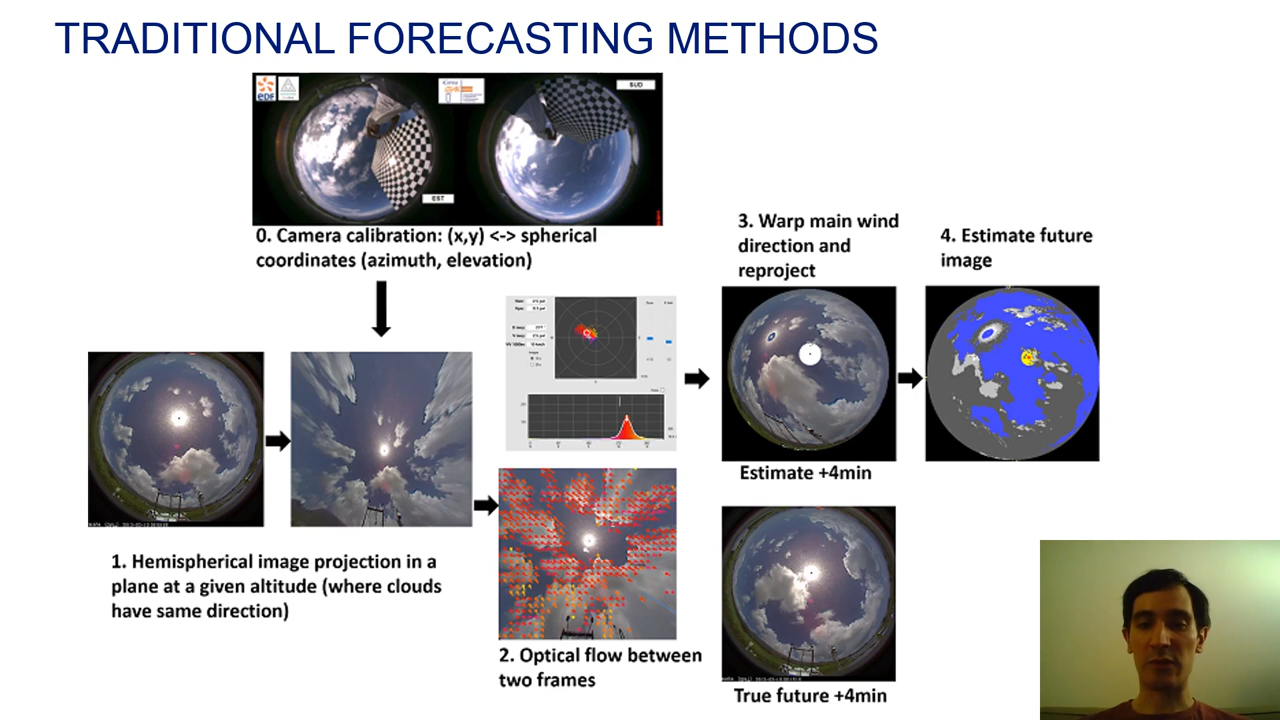 TRADITIONAL FORECASTING METHODS
EDF
SUD
EST
0. Camera calibration: (x,y) <-> spherical
coordinates (azimuth, elevation)
3. Warp main wind
direction and
reproject
4. Estimate future
image
Estimate +4min
1. Hemispherical image projection in a
plane at a given altitude (where clouds
have same direction)
2. Optical flow between
two frames
True future +4min